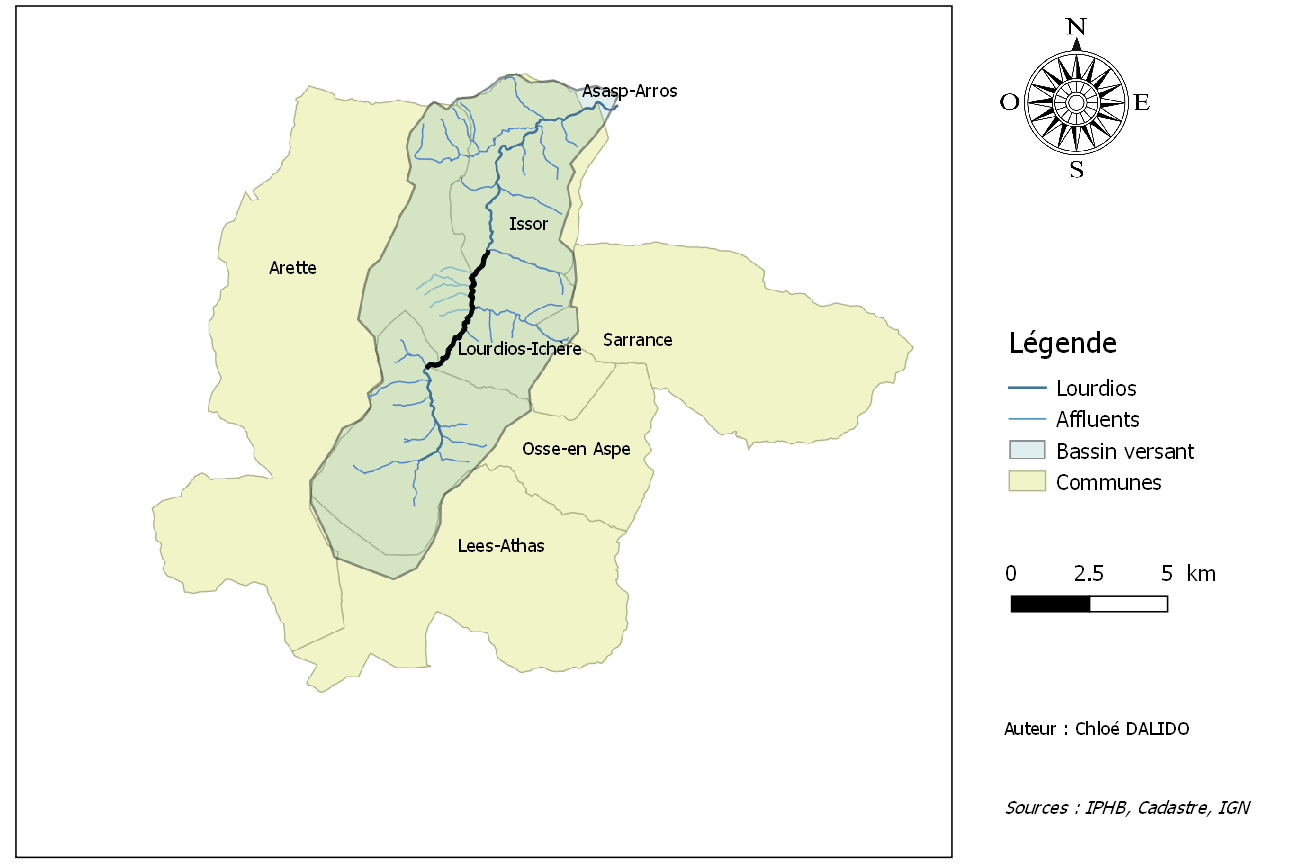 N
O
E
S
Asasp-Arros
Issor
Arette
Lourdios-Ichere
Sarrance
Osse-en Aspe
Lees-Athas
Légende
Lourdios
Affluents
Bassin versant
Communes
0 2.5 5 km
Auteur : Chloé DALIDO
Sources : IPHB, Cadastre, IGN